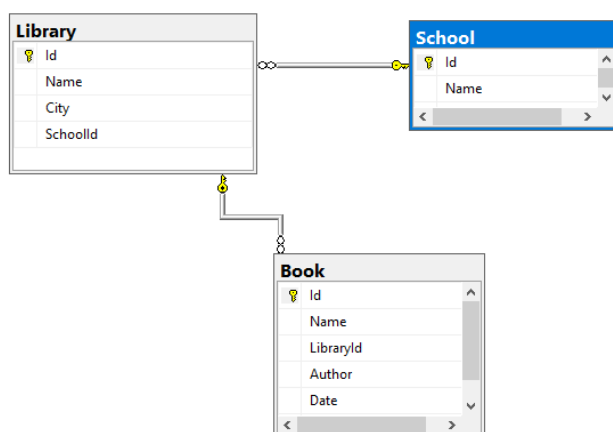 Library
Id
Name
City
SchoolId
School
Id
Name
Book
Id
Name
LibraryId
Author
Date